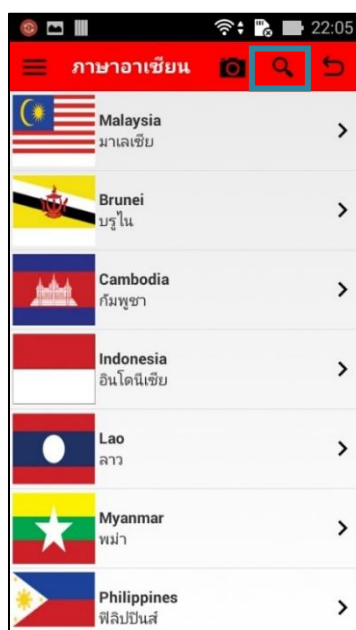 22:05
ภาษาอาเซียน
Malaysia
มาเลเซีย
Brunei
บรูไน
Cambodia
กัมพูชา
Indonesia
อินโดนีเซีย
Lao
ลาว
Myanmar
พม่า
Philippines
ฟิลิปปินส์